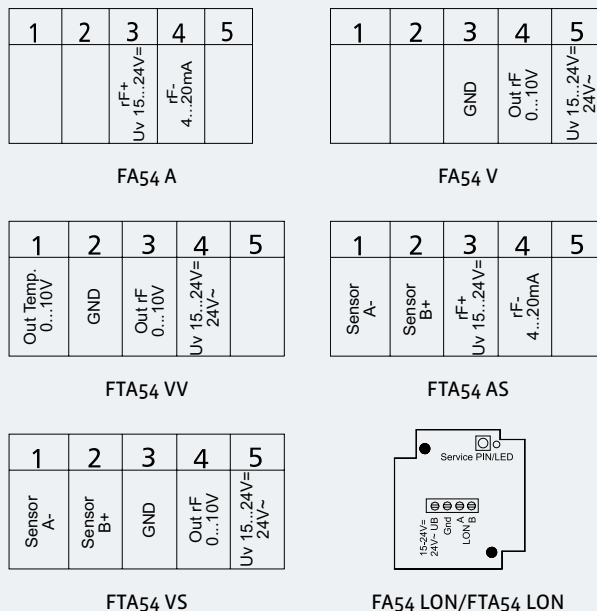 1 2 3 4 5
rF+
Uv 15...24V=
rF-
4...20mA
FA54 A
1 2 3 4 5
GND
Out rF
0...10V
Uv 15...24V=
24V~
FA54 V
1 2 3 4 5
Out Temp.
0...10V
GND
Out rF
0...10V
Uv 15...24V=
24V~
FTA54 VV
1 2 3 4 5
Sensor
A-
Sensor
B+
rF+
Uv 15...24V=
rF-
4...20mA
FTA54 AS
1 2 3 4 5
Sensor
A-
Sensor
B+
GND
Out rF
0...10V
Uv 15...24V=
24V~
FTA54 VS
Service PIN/LED
15-24V=
24V~ UB
Gnd
A
LON
B
FA54 LON/FTA54 LON